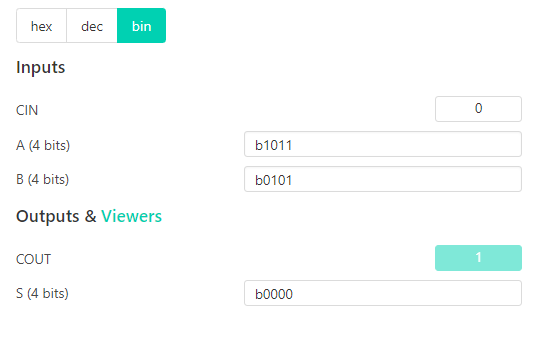 hex dec bin
Inputs
CIN 0
A (4 bits) b1011
B (4 bits) b0101
Outputs & Viewers
COUT 1
S (4 bits) b0000